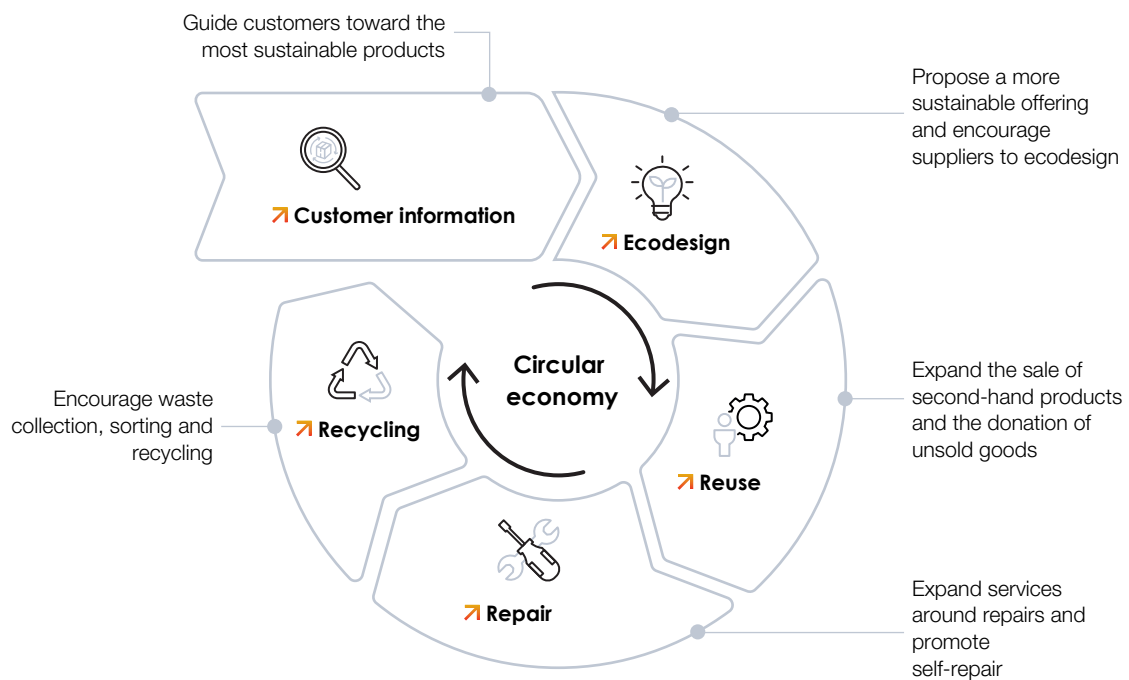 Guide customers toward the
most sustainable products
Customer information
Propose a more
sustainable offering
and encourage
suppliers to ecodesign
Ecodesign
Circular
economy
Expand the sale of
second-hand products
and the donation of
unsold goods
Reuse
Expand services
around repairs and
promote
self-repair
Repair
Encourage waste
collection, sorting and
recycling
Recycling